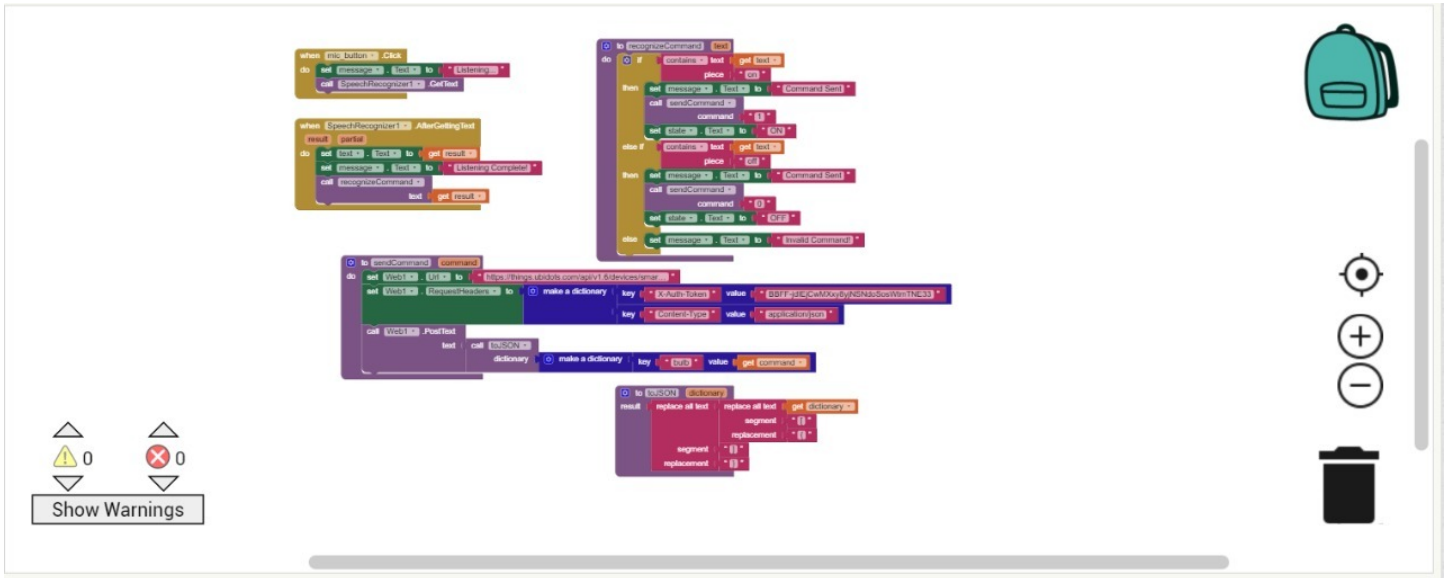 when mic_button .Click
do set message . Text to " Listening... "
call SpeechRecognizer1 .GetText
when SpeechRecognizer1 .AfterGettingText
result partial
do set text . Text to get result
set message . Text to " Listening Complete! "
call recognizeCommand
text get result
to recognizeCommand text
do if contains text get text
piece " on "
then set message . Text to " Command Sent "
call sendCommand
command " 1 "
set state . Text to " ON "
else if contains text get text
piece " off "
then set message . Text to " Command Sent "
call sendCommand
command " 0 "
set state . Text to " OFF "
else set message . Text to " Invalid Command! "
to sendCommand command
do set Web1 . Url to " https://things.ubidots.com/api/v1.6/devices/smar... "
set Web1 . RequestHeaders to make a dictionary key " X-Auth-Token " value
key " Content-Type " value " application/json "
call Web1 .PostText
text call toJSON
dictionary make a dictionary key " bulb " value get command
to toJSON dictionary
result replace all text replace all text get dictionary
segment
replacement
segment
replacement
0 0
Show Warnings